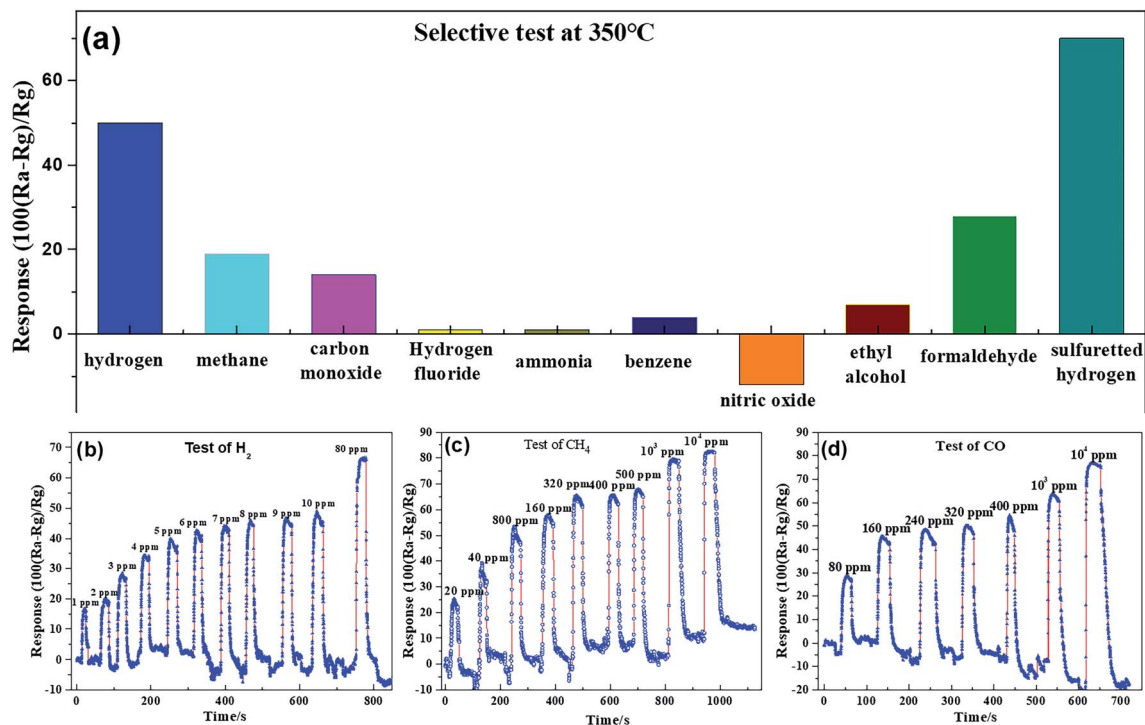 (a)
Selective test at 350°C
Response (100(Ra-Rg)/Rg)
60
40
20
0
hydrogen
methane
carbon
monoxide
Hydrogen
fluoride
ammonia
benzene
nitric oxide
ethyl
alcohol
formaldehyde
sulfuretted
hydrogen
(b)
Test of H2
Response (100(Ra-Rg)/Rg)
70
60
50
40
30
20
10
0
-10
1 ppm
2 ppm
3 ppm
4 ppm
5 ppm
6 ppm
7 ppm
8 ppm
9 ppm
10 ppm
80 ppm
0 200 400 600 800
Time/s
(c)
Test of CH4
Response (100(Ra-Rg)/Rg)
90
80
70
60
50
40
30
20
10
0
-10
20 ppm
40 ppm
800 ppm
160 ppm
320 ppm
400 ppm
500 ppm
10³ ppm
10⁴ ppm
0 200 400 600 800 1000
Time/s
(d)
Test of CO
Response (100(Ra-Rg)/Rg)
90
80
70
60
50
40
30
20
10
0
-10
-20
80 ppm
160 ppm
240 ppm
320 ppm
400 ppm
10³ ppm
10⁴ ppm
0 100 200 300 400 500 600 700
Time/s